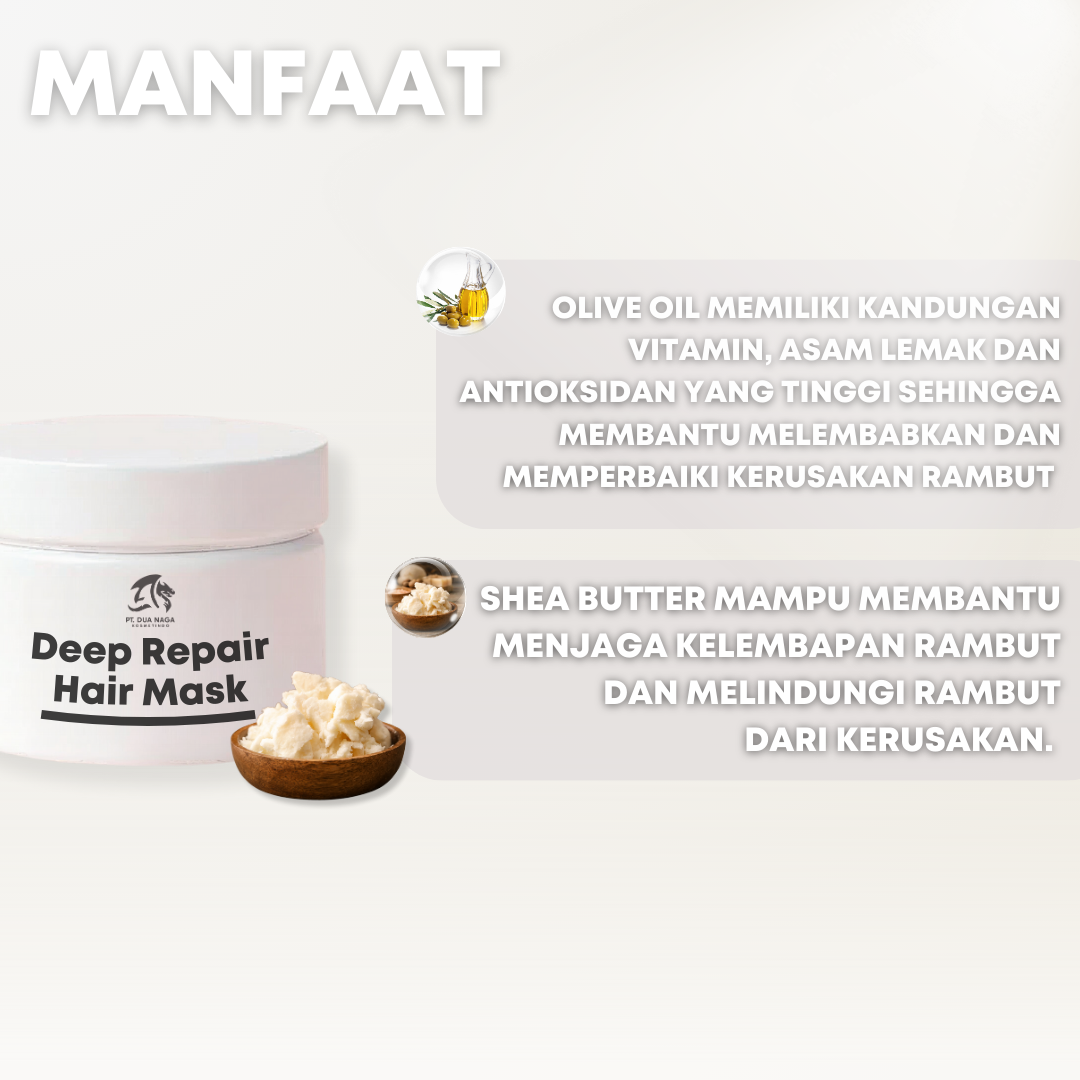 MANFAAT
OLIVE OIL MEMILIKI KANDUNGAN
VITAMIN, ASAM LEMAK DAN
ANTIOKSIDAN YANG TINGGI SEHINGGA
MEMBANTU MELEMBABKAN DAN
MEMPERBAIKI KERUSAKAN RAMBUT
SHEA BUTTER MAMPU MEMBANTU
MENJAGA KELEMBAPAN RAMBUT
DAN MELINDUNGI RAMBUT
DARI KERUSAKAN.
PT. DUA NAGA
KOSMETINDO
Deep Repair
Hair Mask